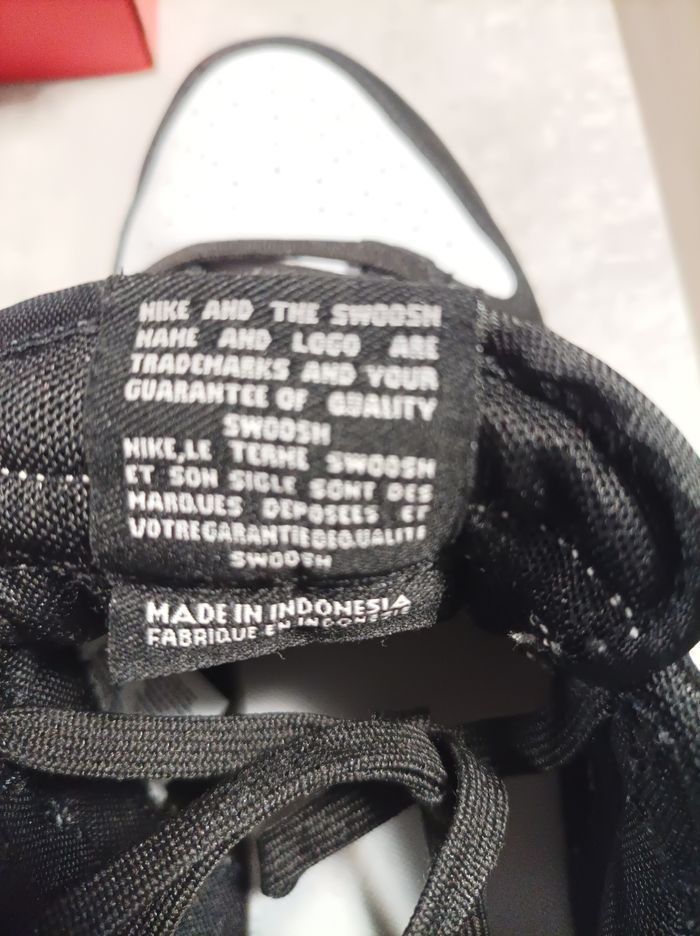 NIKE AND THE SWOOSH
NAME AND LOGO ARE
TRADEMARKS AND YOUR
GUARANTEE OF QUALITY
SWOOSH
NIKE,LE TERME SWOOSH
ET SON SIGLE SONT DES
MARQUES DEPOSEES ET
VOTREGARANTIEDEQUALITE
SWOOSH
MADE IN INDONESIA
FABRIQUE EN INDONESIE